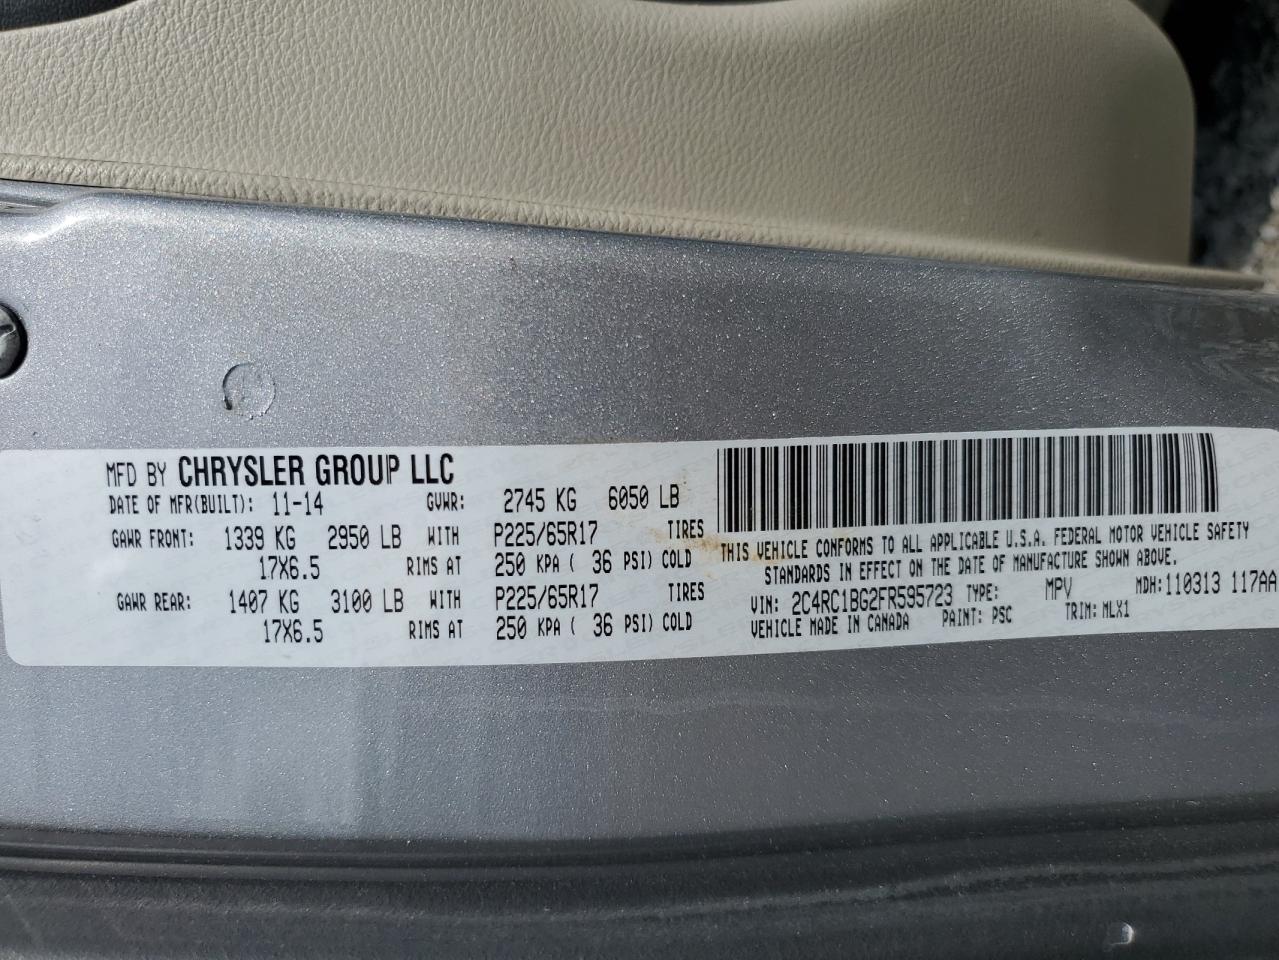 MFD BY CHRYSLER GROUP LLC
DATE OF MFR(BUILT): 11-14 GVWR: 2745 KG 6050 LB
GAWR FRONT: 1339 KG 2950 LB WITH P225/65R17 TIRES
17X6.5 RIMS AT 250 KPA ( 36 PSI) COLD
GAWR REAR: 1407 KG 3100 LB WITH P225/65R17 TIRES
17X6.5 RIMS AT 250 KPA ( 36 PSI) COLD
THIS VEHICLE CONFORMS TO ALL APPLICABLE U.S.A. FEDERAL MOTOR VEHICLE SAFETY
STANDARDS IN EFFECT ON THE DATE OF MANUFACTURE SHOWN ABOVE.
VIN: 2C4RC1BG2FR595723 TYPE: MPV MDH:110313 117AA
VEHICLE MADE IN CANADA PAINT: PSC TRIM: MLX1